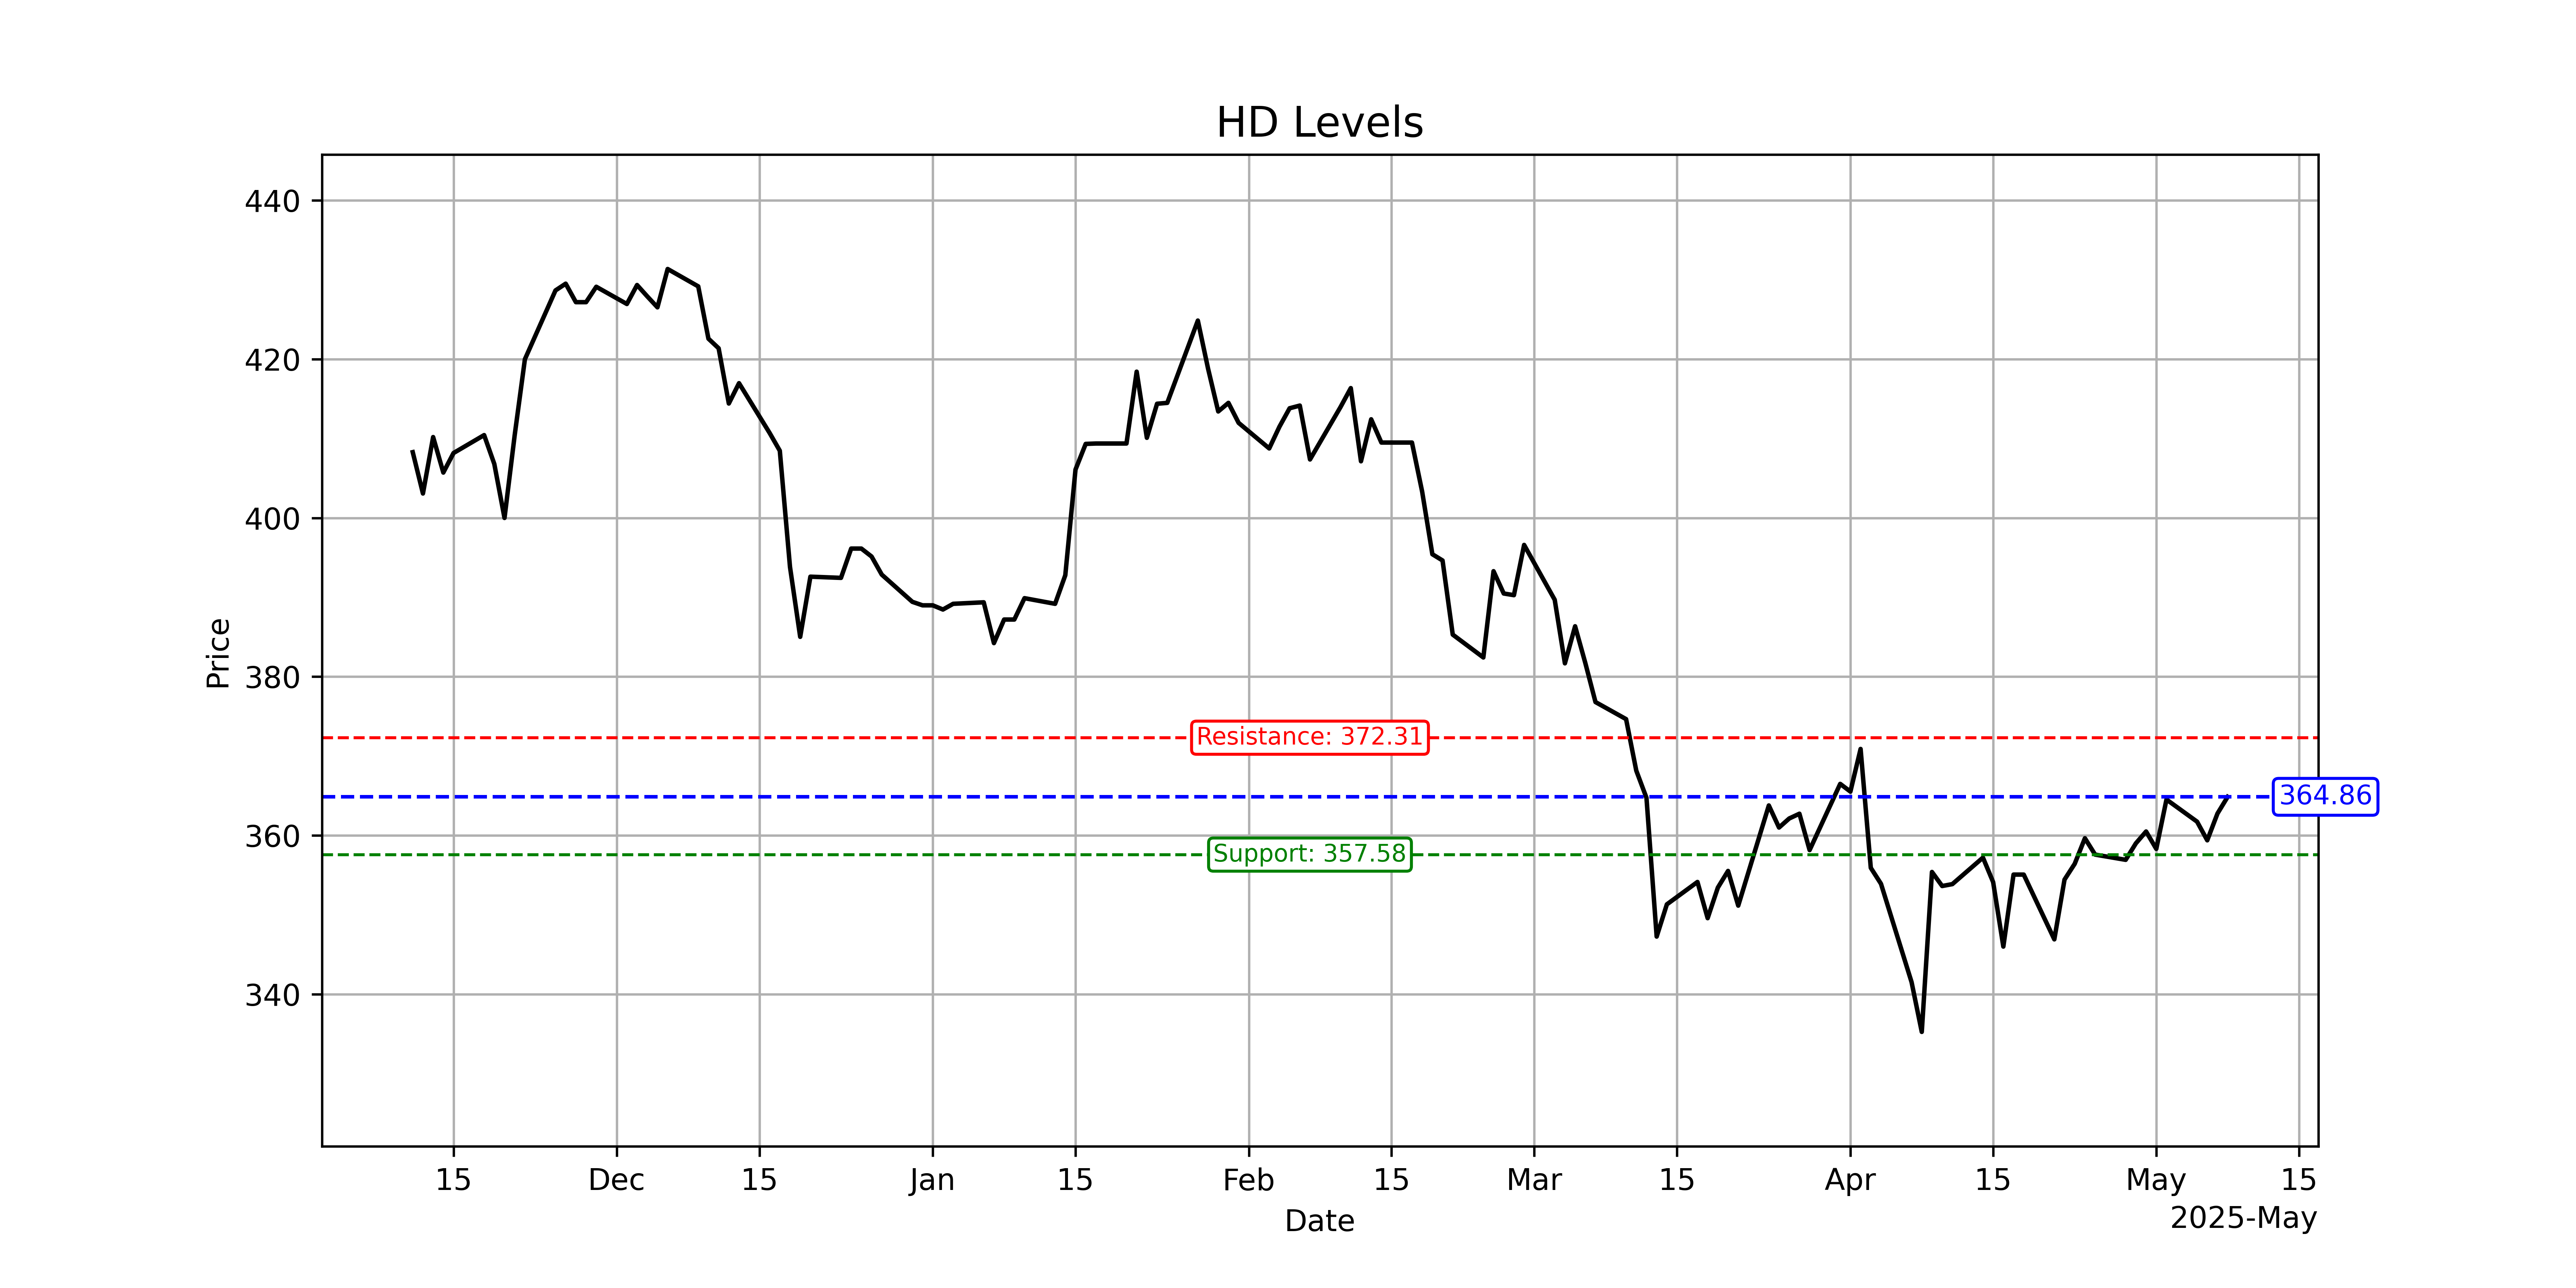 HD Levels
440
420
400
380
360
340
Price
Resistance: 372.31
364.86
Support: 357.58
15 Dec 15 Jan 15 Feb 15 Mar 15 Apr 15 May 15
2025-May
Date